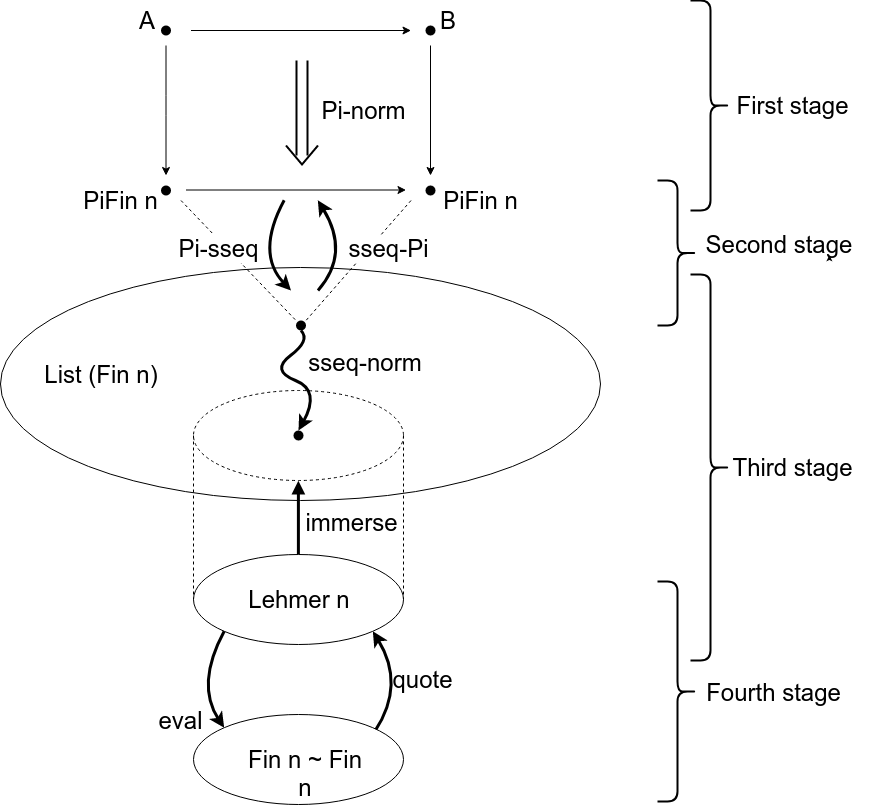 A
B
First stage
Pi-norm
PiFin n
PiFin n
Second stage
Pi-sseq
sseq-Pi
sseq-norm
List (Fin n)
Third stage
immerse
Lehmer n
quote
Fourth stage
eval
Fin n ~ Fin
n